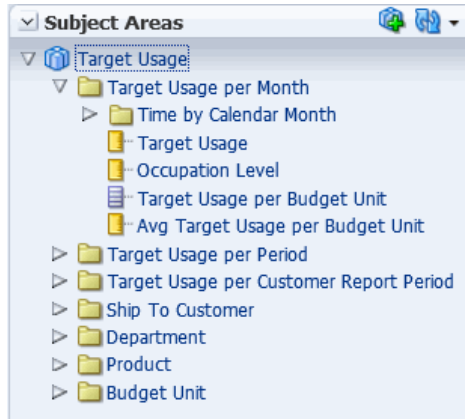 Subject Areas
Target Usage
Target Usage per Month
Time by Calendar Month
Target Usage
Occupation Level
Target Usage per Budget Unit
Avg Target Usage per Budget Unit
Target Usage per Period
Target Usage per Customer Report Period
Ship To Customer
Department
Product
Budget Unit